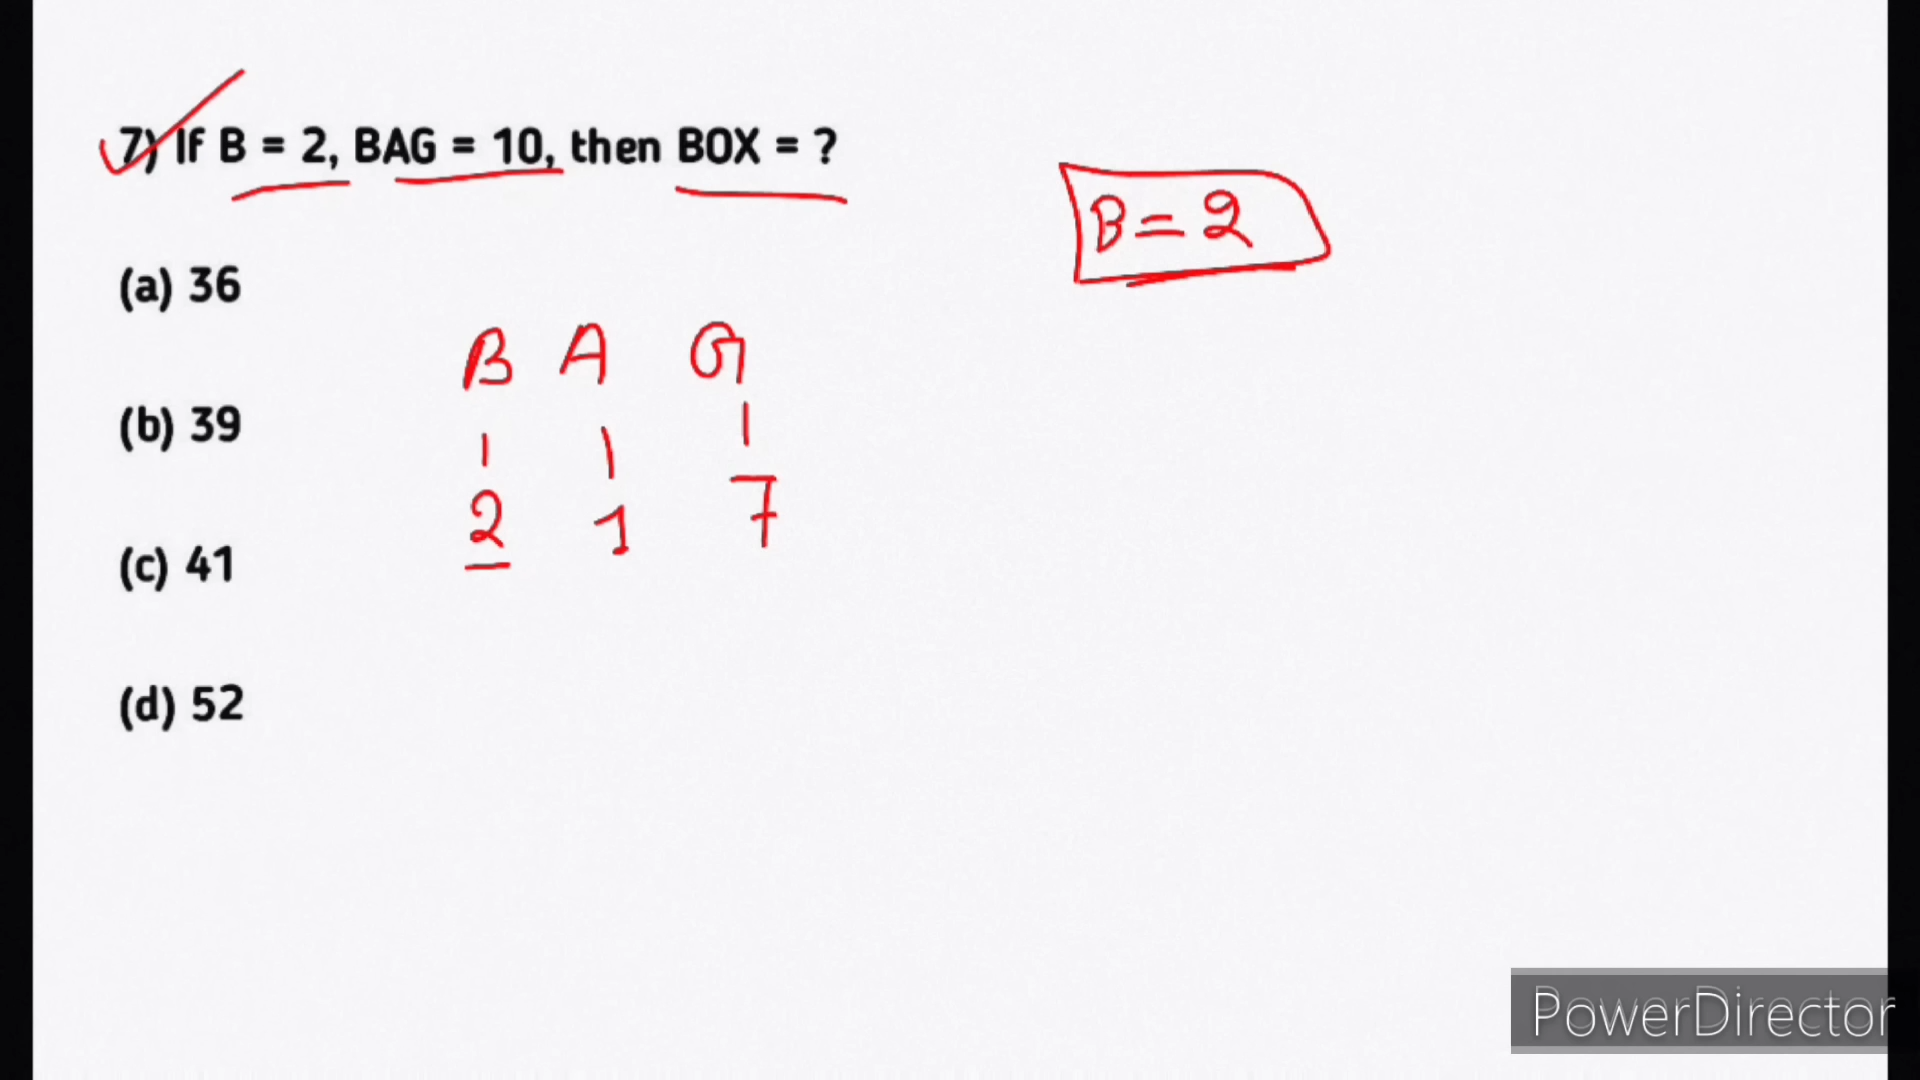 7) If B = 2, BAG = 10, then BOX = ?
B = 2
(a) 36
B A G
(b) 39
2 1 7
(c) 41
(d) 52
PowerDirector